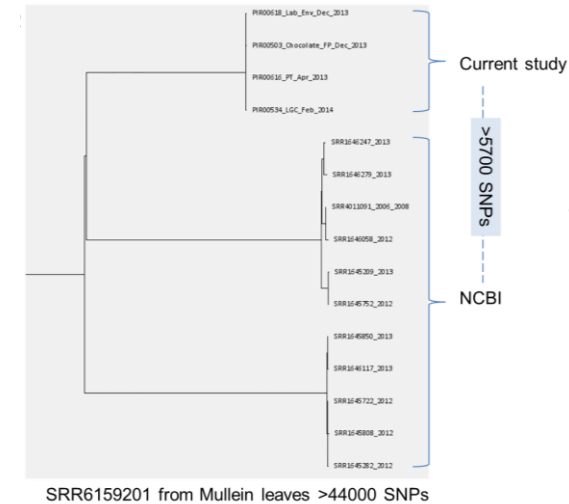 PIR00618_Lab_Env_Dec_2013
PIR00503_Chocolate_FP_Dec_2013
PIR00616_PT_Apr_2013
PIR00534_LGC_Feb_2014
Current study
>5700 SNPs
SRR1646247_2013
SRR1646279_2013
SRR4011091_2006_2008
SRR1646058_2012
SRR1645209_2013
SRR1645752_2012
NCBI
SRR1645850_2013
SRR1646117_2013
SRR1645722_2012
SRR1645808_2012
SRR1645282_2012
SRR6159201 from Mullein leaves >44000 SNPs